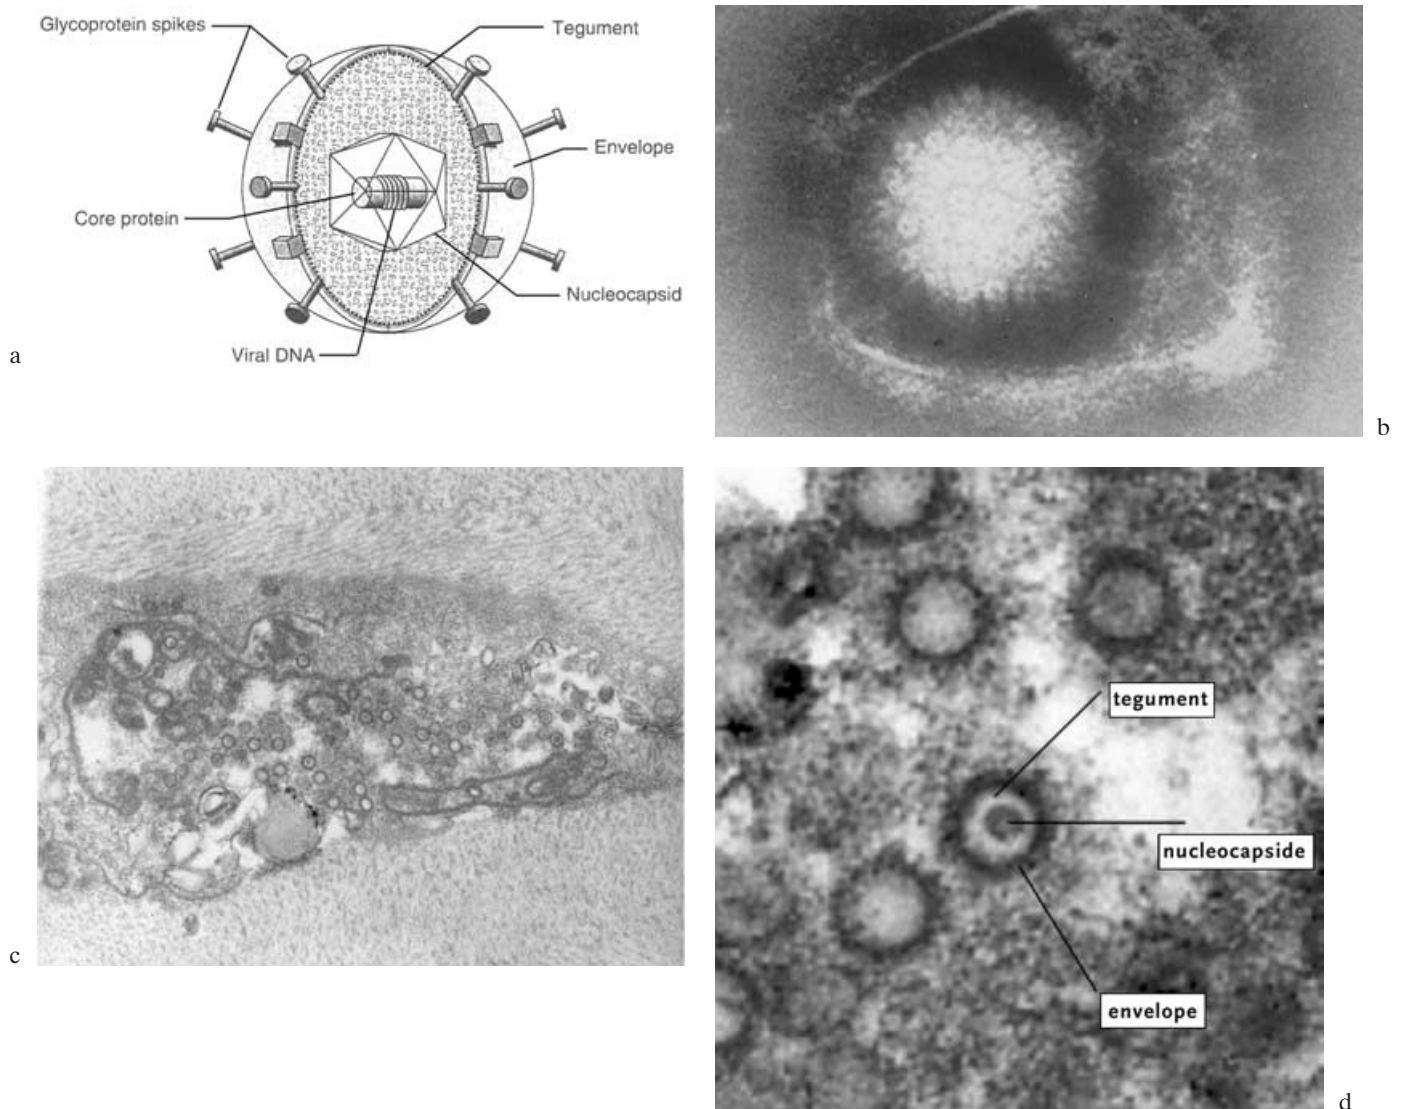 Glycoprotein spikes
Tegument
Envelope
Core protein
Nucleocapsid
Viral DNA
a
b
c
tegument
nucleocapside
envelope
d